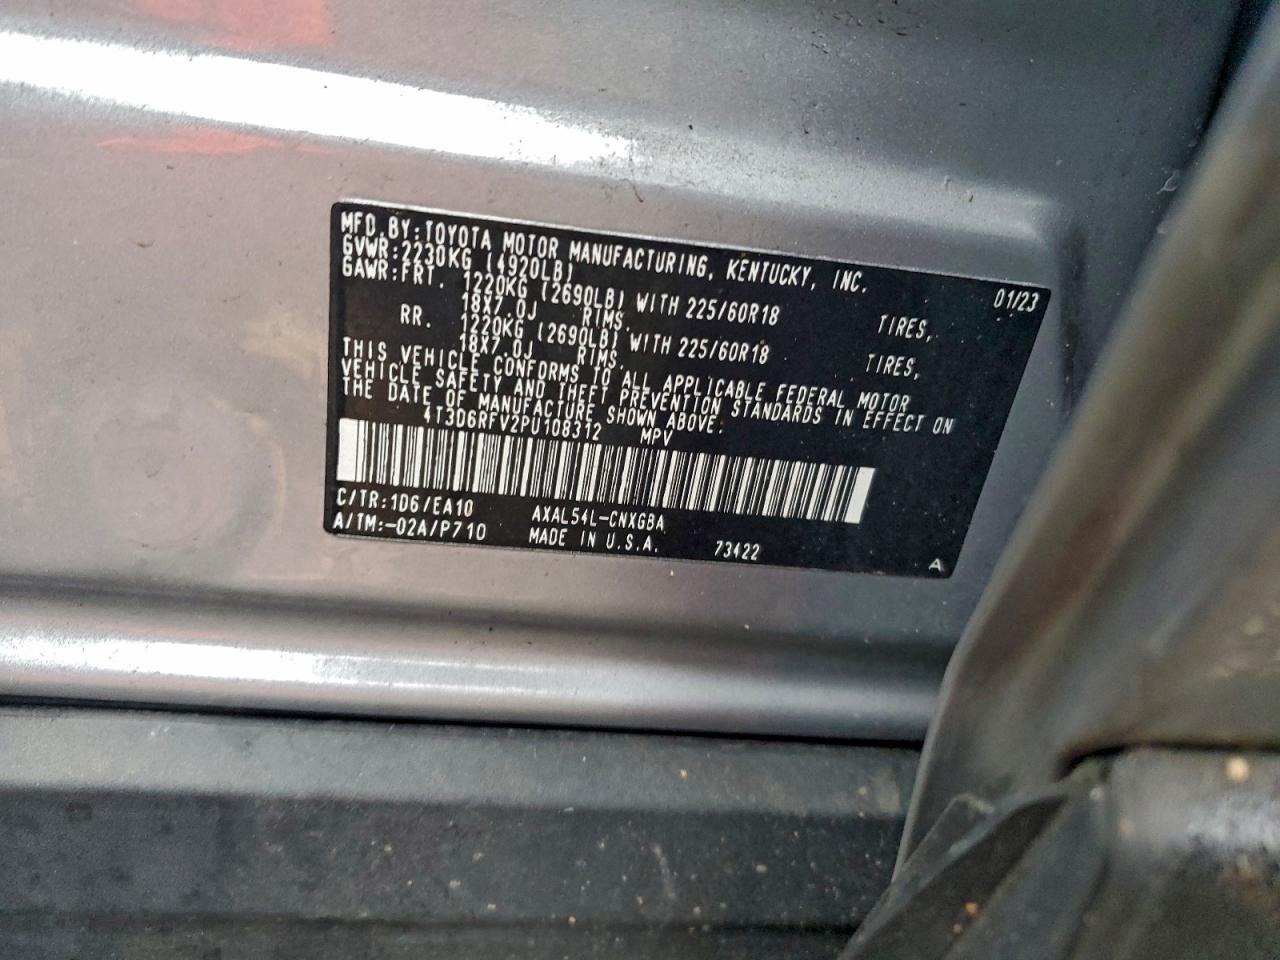 MFD. BY: TOYOTA MOTOR MANUFACTURING, KENTUCKY, INC.
GVWR: 2230KG (4920LB) 01/23
GAWR: FRT. 1220KG (2690LB) WITH 225/60R18 TIRES,
18X7.0J RIMS.
RR. 1220KG (2690LB) WITH 225/60R18 TIRES,
18X7.0J RIMS.
THIS VEHICLE CONFORMS TO ALL APPLICABLE FEDERAL MOTOR
VEHICLE SAFETY AND THEFT PREVENTION STANDARDS IN EFFECT ON
THE DATE OF MANUFACTURE SHOWN ABOVE.
4T3D6RFV2PU108312 MPV
C/TR: 1D6/EA10 AXAL54L-CNXGBA
A/TM: -02A/P710 MADE IN U.S.A. 73422 A